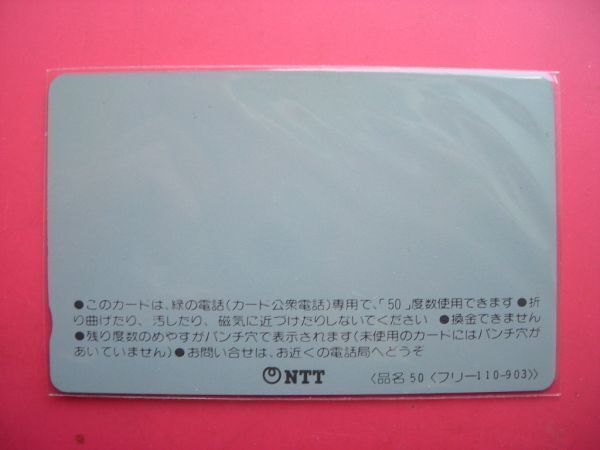 ●このカードは、緑の電話(カード公衆電話)専用で、「50」度数使用できます●折
り曲げたり、汚したり、磁気に近づけたりしないでください ●換金できません
●残り度数のめやすがパンチ穴で表示されます(未使用のカードにはパンチ穴が
あいていません)●お問い合せは、お近くの電話局へどうぞ
NTT
〈品名 50〈フリー110-903〉〉